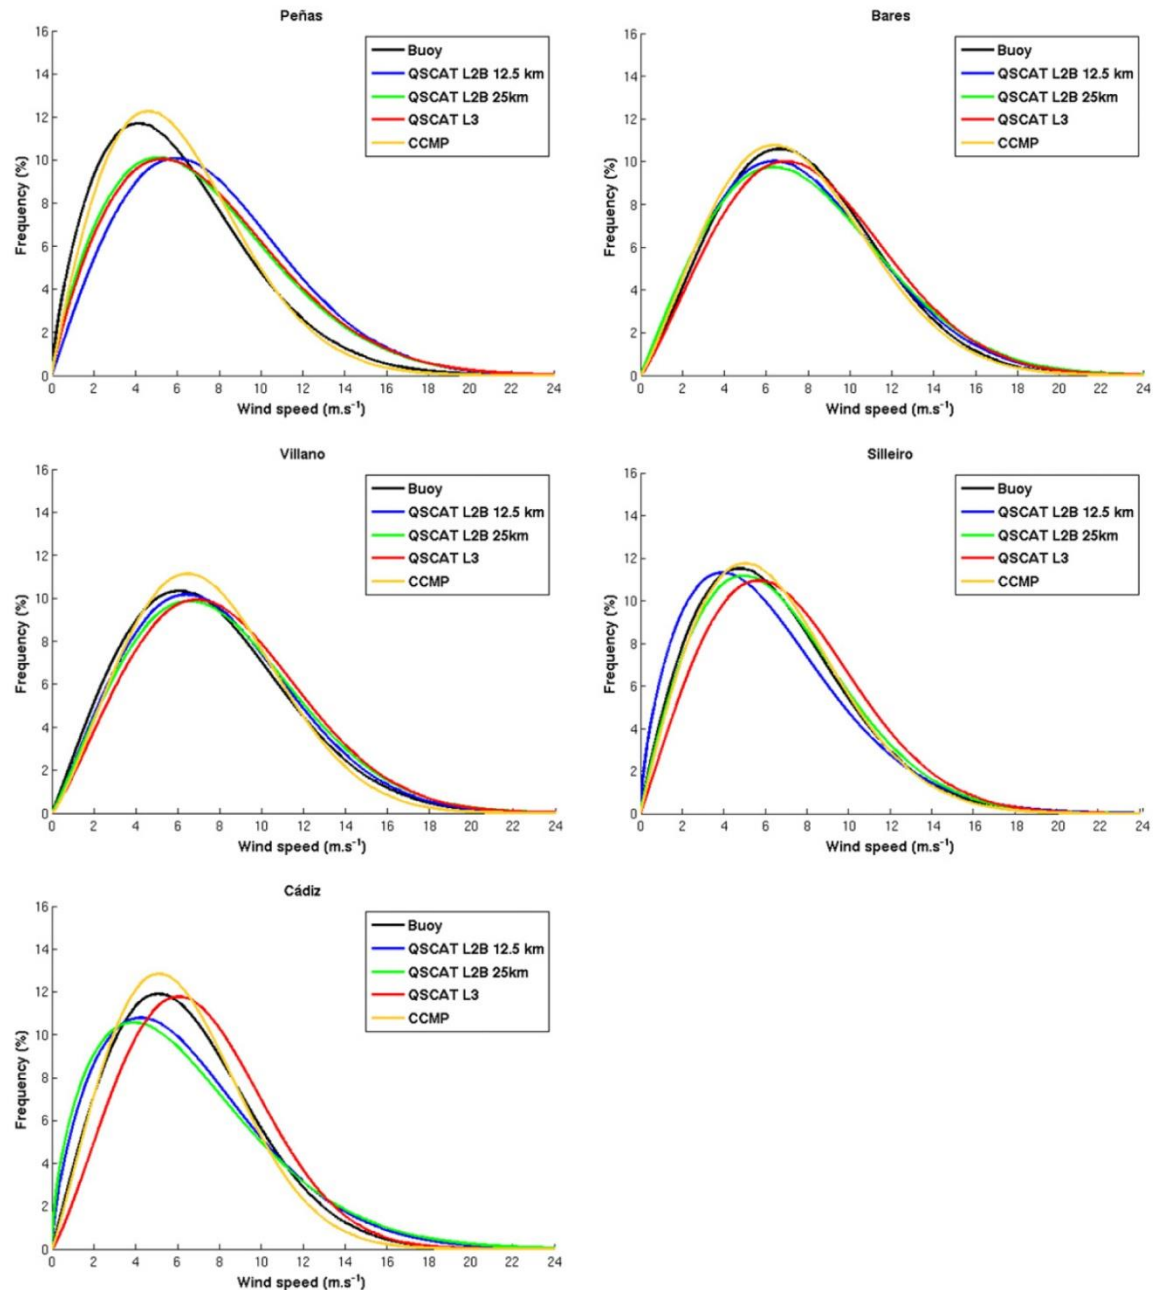 Peñas
Buoy
QSCAT L2B 12.5 km
QSCAT L2B 25km
QSCAT L3
CCMP
Frequency (%)
16
14
12
10
8
6
4
2
0
0 2 4 6 8 10 12 14 16 18 20 22 24
Wind speed (m.s⁻¹)
Bares
Buoy
QSCAT L2B 12.5 km
QSCAT L2B 25km
QSCAT L3
CCMP
Frequency (%)
16
14
12
10
8
6
4
2
0
0 2 4 6 8 10 12 14 16 18 20 22 24
Wind speed (m.s⁻¹)
Villano
Buoy
QSCAT L2B 12.5 km
QSCAT L2B 25km
QSCAT L3
CCMP
Frequency (%)
16
14
12
10
8
6
4
2
0
0 2 4 6 8 10 12 14 16 18 20 22 24
Wind speed (m.s⁻¹)
Silleiro
Buoy
QSCAT L2B 12.5 km
QSCAT L2B 25km
QSCAT L3
CCMP
Frequency (%)
16
14
12
10
8
6
4
2
0
0 2 4 6 8 10 12 14 16 18 20 22 24
Wind speed (m.s⁻¹)
Cádiz
Buoy
QSCAT L2B 12.5 km
QSCAT L2B 25km
QSCAT L3
CCMP
Frequency (%)
16
14
12
10
8
6
4
2
0
0 2 4 6 8 10 12 14 16 18 20 22 24
Wind speed (m.s⁻¹)